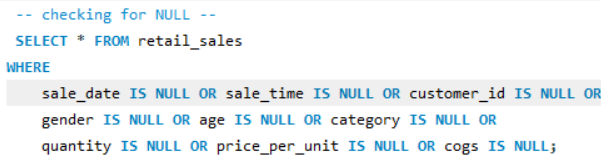 -- checking for NULL --
SELECT * FROM retail_sales
WHERE
sale_date IS NULL OR sale_time IS NULL OR customer_id IS NULL OR
gender IS NULL OR age IS NULL OR category IS NULL OR
quantity IS NULL OR price_per_unit IS NULL OR cogs IS NULL;